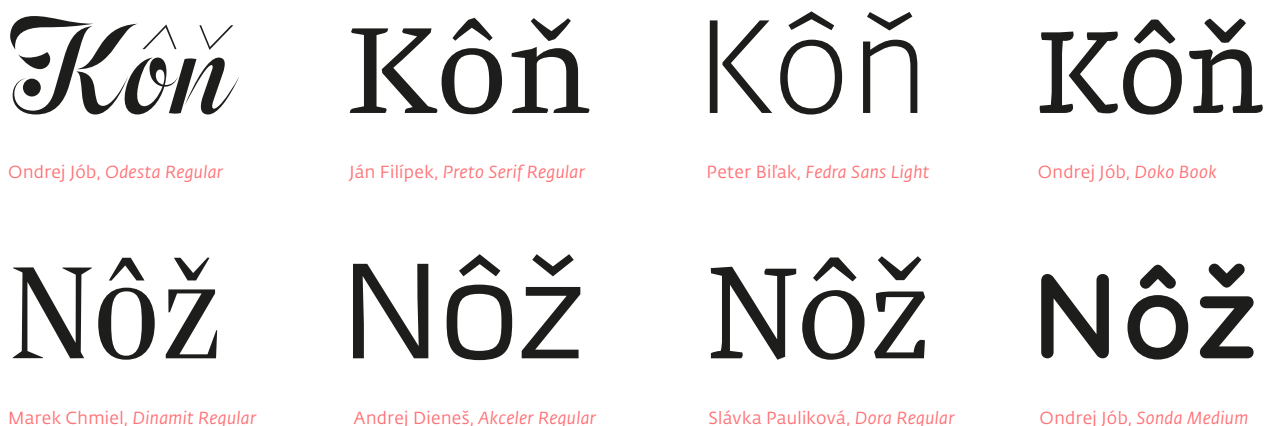 Kôň Kôň Kôň Kôň
Ondrej Jób, Odesta Regular
Ján Filípek, Preto Serif Regular
Peter Biľak, Fedra Sans Light
Ondrej Jób, Doko Book
Nôž Nôž Nôž Nôž
Marek Chmiel, Dinamit Regular
Andrej Dieneš, Akceler Regular
Slávka Pauliková, Dora Regular
Ondrej Jób, Sonda Medium